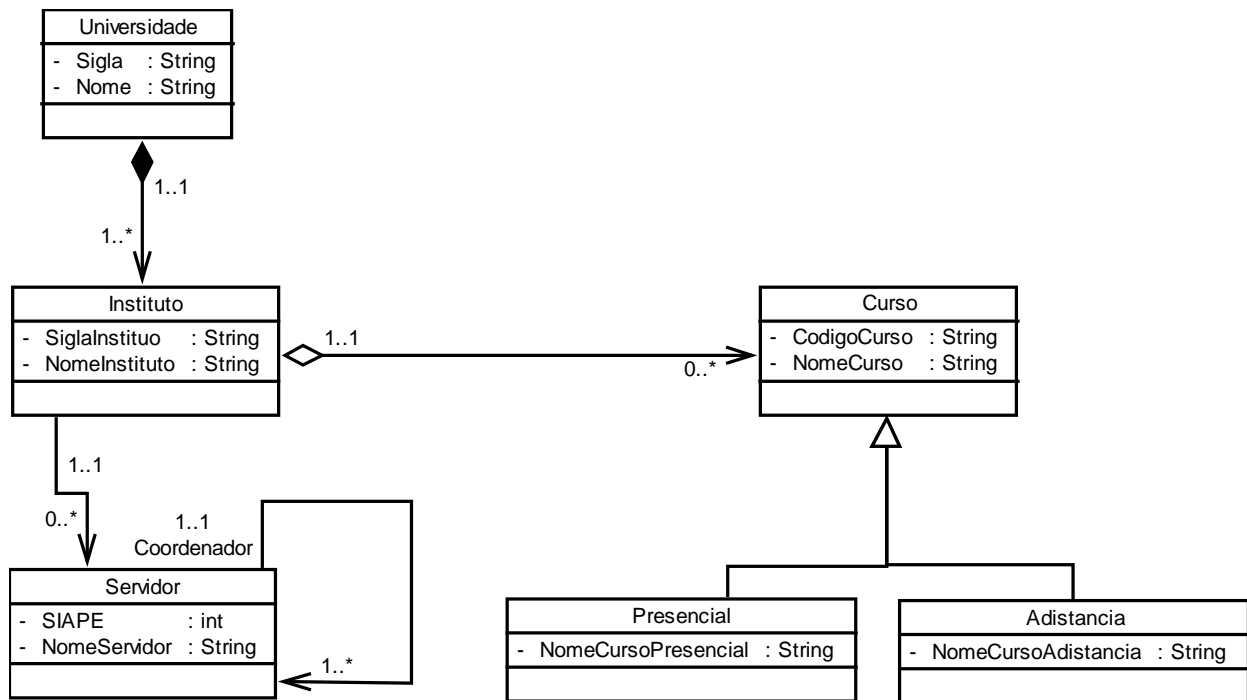 Universidade
- Sigla : String
- Nome : String
1..1
1..*
Instituto
- SiglaInstituo : String
- NomeInstituto : String
1..1
0..*
Curso
- CodigoCurso : String
- NomeCurso : String
1..1
0..*
1..1
Coordenador
Servidor
- SIAPE : int
- NomeServidor : String
1..*
Presencial
- NomeCursoPresencial : String
Adistancia
- NomeCursoAdistancia : String